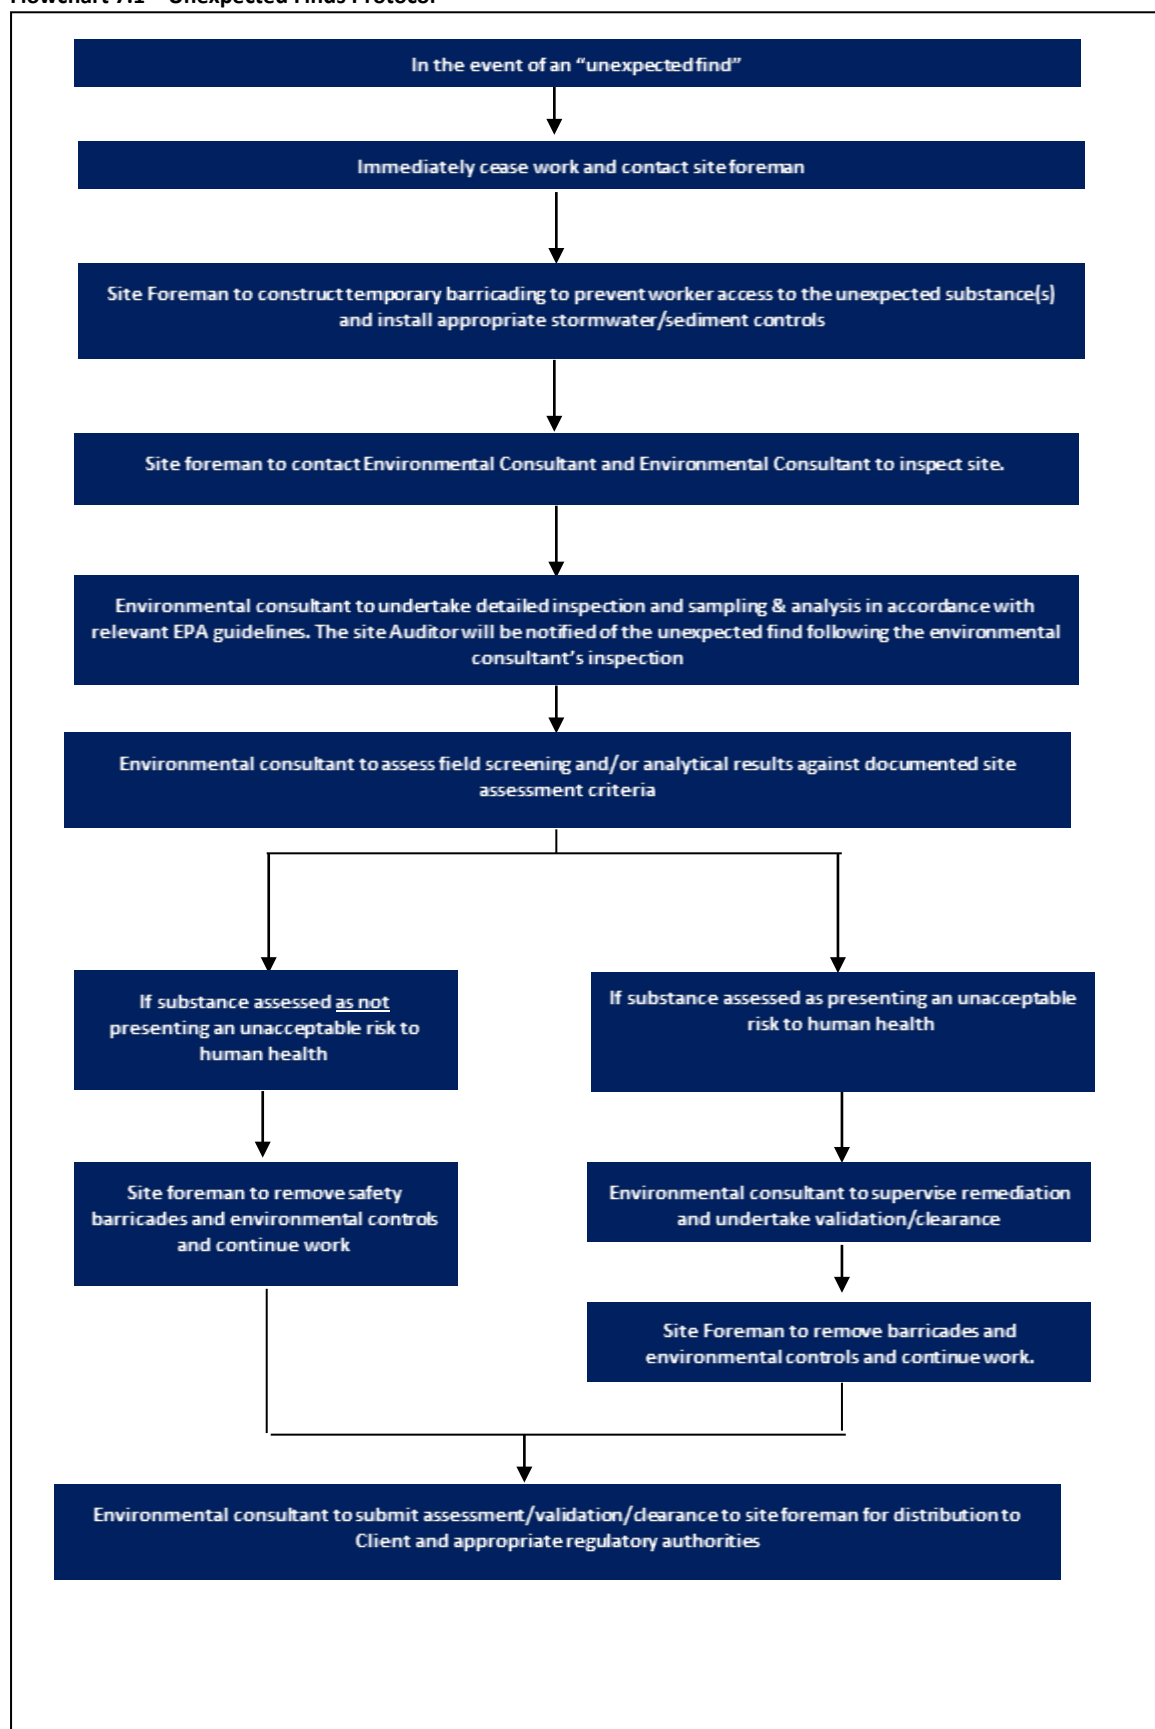 Flowchart 7.1 – Unexpected Finds Protocol
In the event of an “unexpected find”
Immediately cease work and contact site foreman
Site Foreman to construct temporary barricading to prevent worker access to the unexpected substance(s)
and install appropriate stormwater/sediment controls
Site foreman to contact Environmental Consultant and Environmental Consultant to inspect site.
Environmental consultant to undertake detailed inspection and sampling & analysis in accordance with
relevant EPA guidelines. The site Auditor will be notified of the unexpected find following the environmental
consultant’s inspection
Environmental consultant to assess field screening and/or analytical results against documented site
assessment criteria
If substance assessed as not
presenting an unacceptable risk to
human health
Site foreman to remove safety
barricades and environmental controls
and continue work
If substance assessed as presenting an unacceptable
risk to human health
Environmental consultant to supervise remediation
and undertake validation/clearance
Site Foreman to remove barricades and
environmental controls and continue work.
Environmental consultant to submit assessment/validation/clearance to site foreman for distribution to
Client and appropriate regulatory authorities